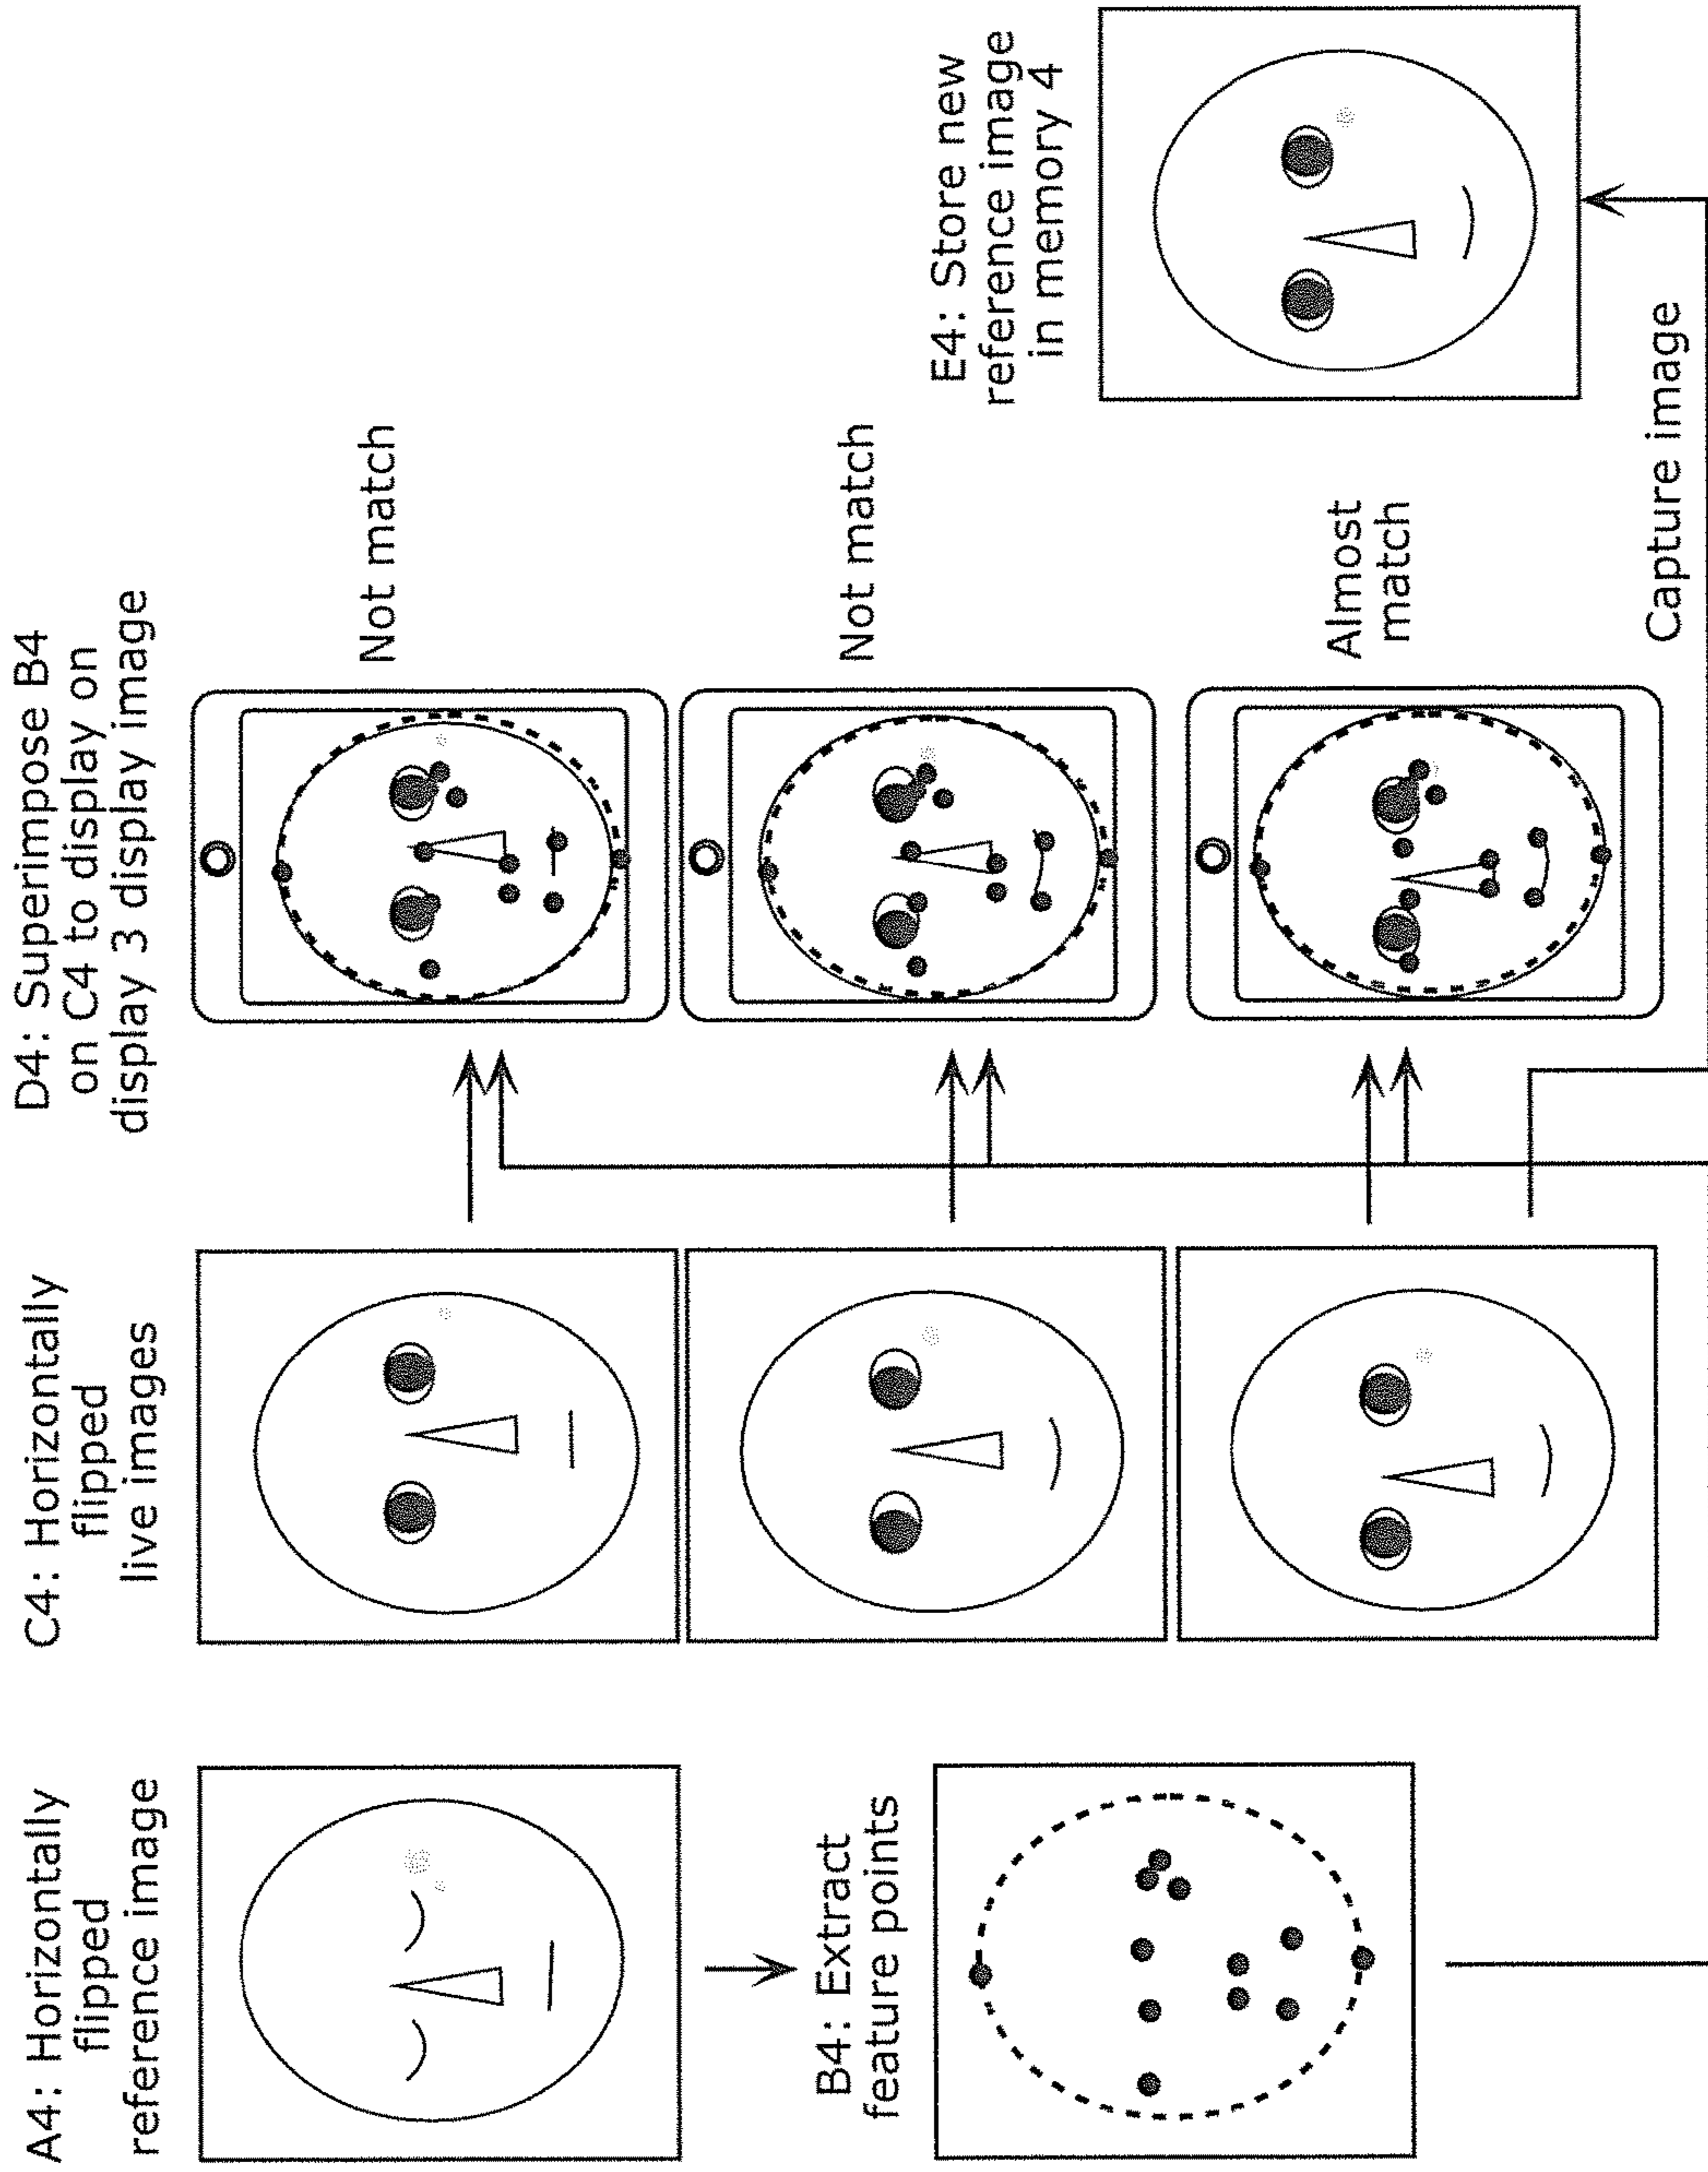 A4: Horizontally
flipped
reference image
B4: Extract
feature points
C4: Horizontally
flipped
live images
D4: Superimpose B4
on C4 to display on
display 3 display image
Not match
Not match
Almost
match
Capture image
E4: Store new
reference image
in memory 4